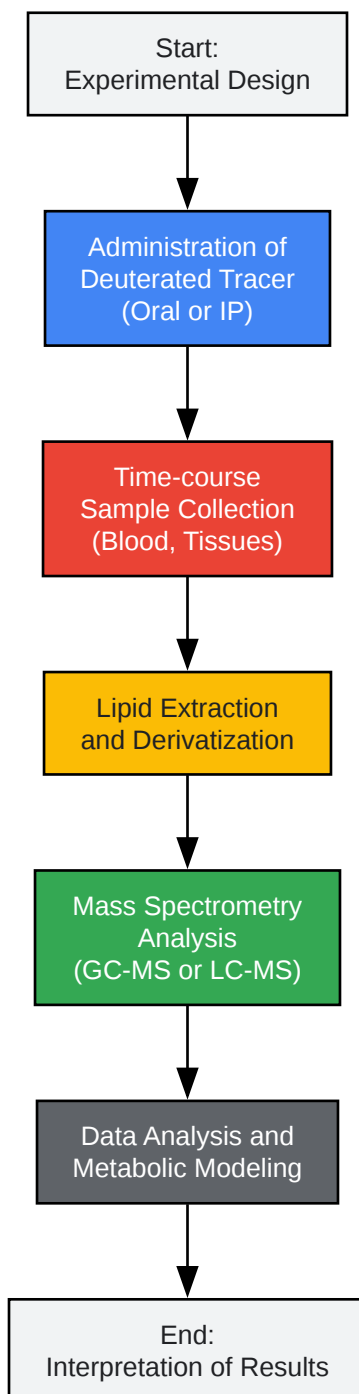 Start:
Experimental Design
Administration of
Deuterated Tracer
(Oral or IP)
Time-course
Sample Collection
(Blood, Tissues)
Lipid Extraction
and Derivatization
Mass Spectrometry
Analysis
(GC-MS or LC-MS)
Data Analysis and
Metabolic Modeling
End:
Interpretation of Results